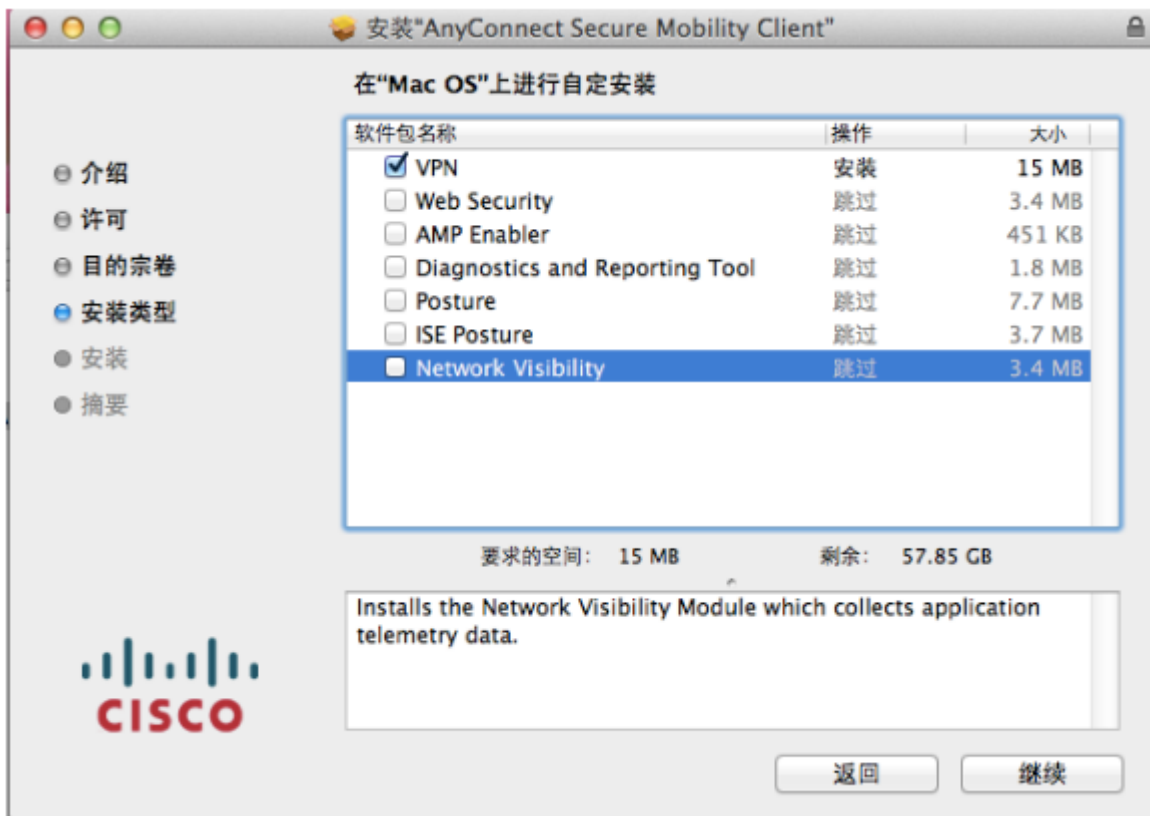 安装"AnyConnect Secure Mobility Client"
在“Mac OS”上进行自定安装
介绍
许可
目的宗卷
安装类型
安装
摘要
软件包名称 操作 大小
VPN 安装 15 MB
Web Security 跳过 3.4 MB
AMP Enabler 跳过 451 KB
Diagnostics and Reporting Tool 跳过 1.8 MB
Posture 跳过 7.7 MB
ISE Posture 跳过 3.7 MB
Network Visibility 跳过 3.4 MB
要求的空间： 15 MB 剩余： 57.85 GB
Installs the Network Visibility Module which collects application
telemetry data.
CISCO
返回 继续